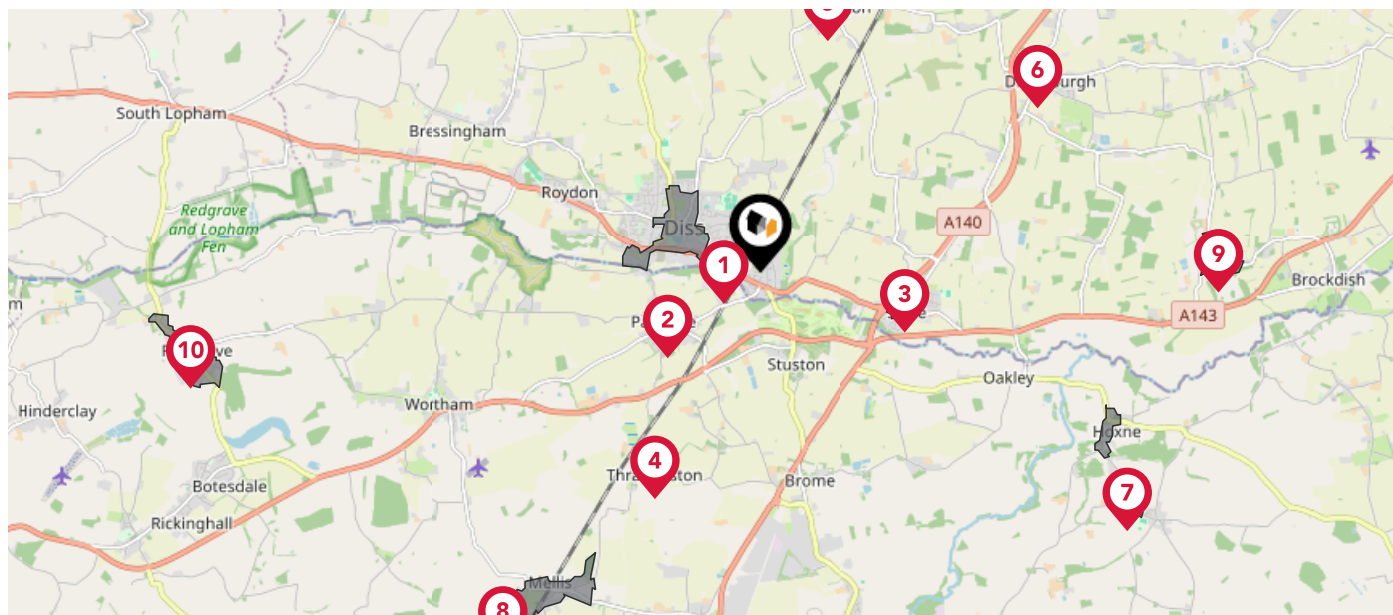 6
South Lopham
Bressingham
Roydon
Redgrave
and Lopham
Fen
Diss
A140
1
9
Brockdish
3
A143
2
10
Stuston
Oakley
Hinderclay
Wortham
4
Brome
7
Botesdale
Rickinghall
Mellis
8